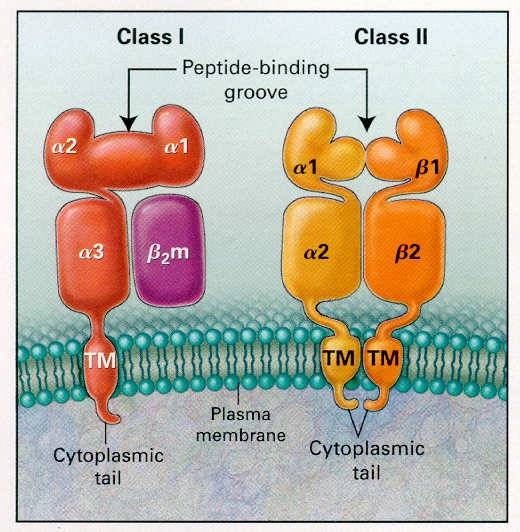 Class I
Class II
Peptide-binding
groove
α2
α1
α1
β1
α3
β₂m
α2
β2
TM
TM
TM
Plasma
membrane
Cytoplasmic
tail
Cytoplasmic
tail